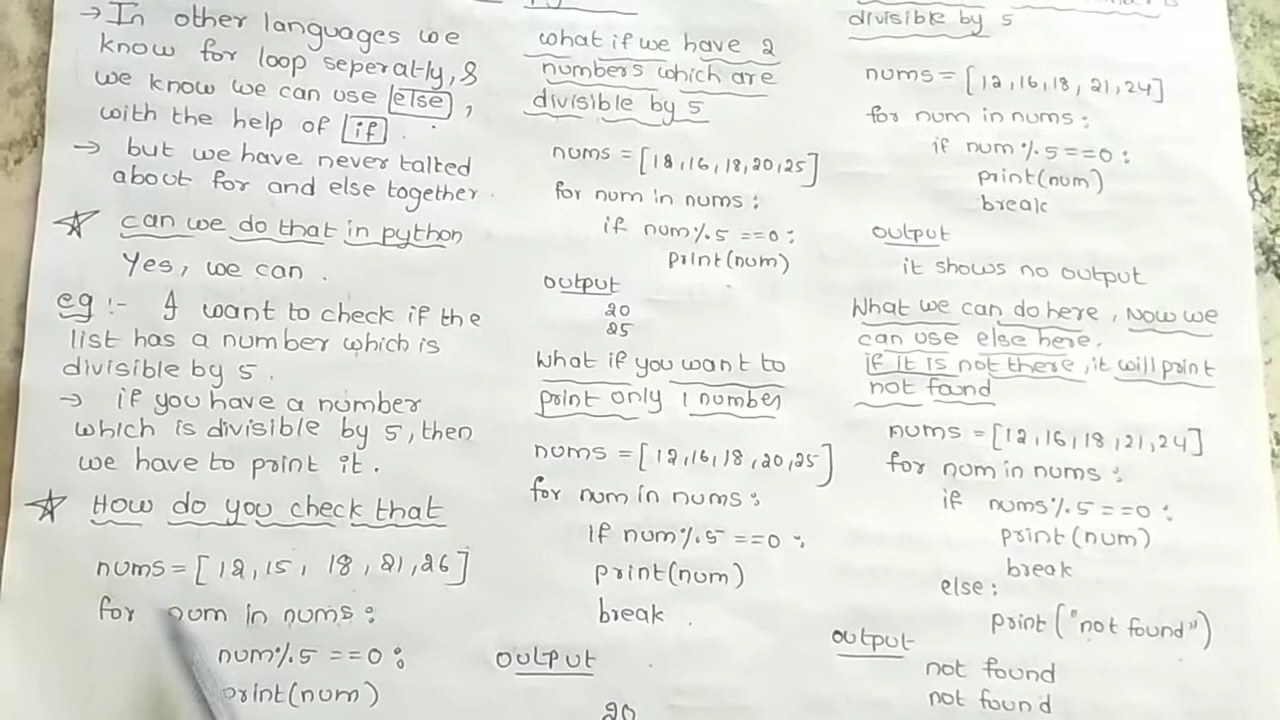 → In other languages we
know for loop seperatly, &
we know we can use else,
with the help of if.
→ but we have never talted
about for and else together.
☆ can we do that in python
Yes, we can.
eg:- I want to check if the
list has a number which is
divisible by 5.
→ if you have a number
which is divisible by 5, then
we have to print it.
☆ How do you check that
nums = [12, 15, 18, 21, 26]
for num in nums:
num%5 ==0:
print(num)
what if we have 2
numbers which are
divisible by 5
nums = [18,16,18,20,25]
for num in nums:
if num%5 ==0:
print(num)
output
20
25
What if you want to
print only 1 number
nums = [12,16,18,20,25]
for num in nums:
If num%5 ==0:
print(num)
break.
OUTPUT
20
divisible by 5
nums = [12,16,18,21,24]
for num in nums:
if num%5==0:
print(num)
break
output
it shows no output
What we can do here, Now we
can use else here.
if it is not there, it will print
not found
nums = [12,16,18,21,24]
for num in nums:
if nums%5==0:
print(num)
break
else:
print("not found")
output
not found
not found